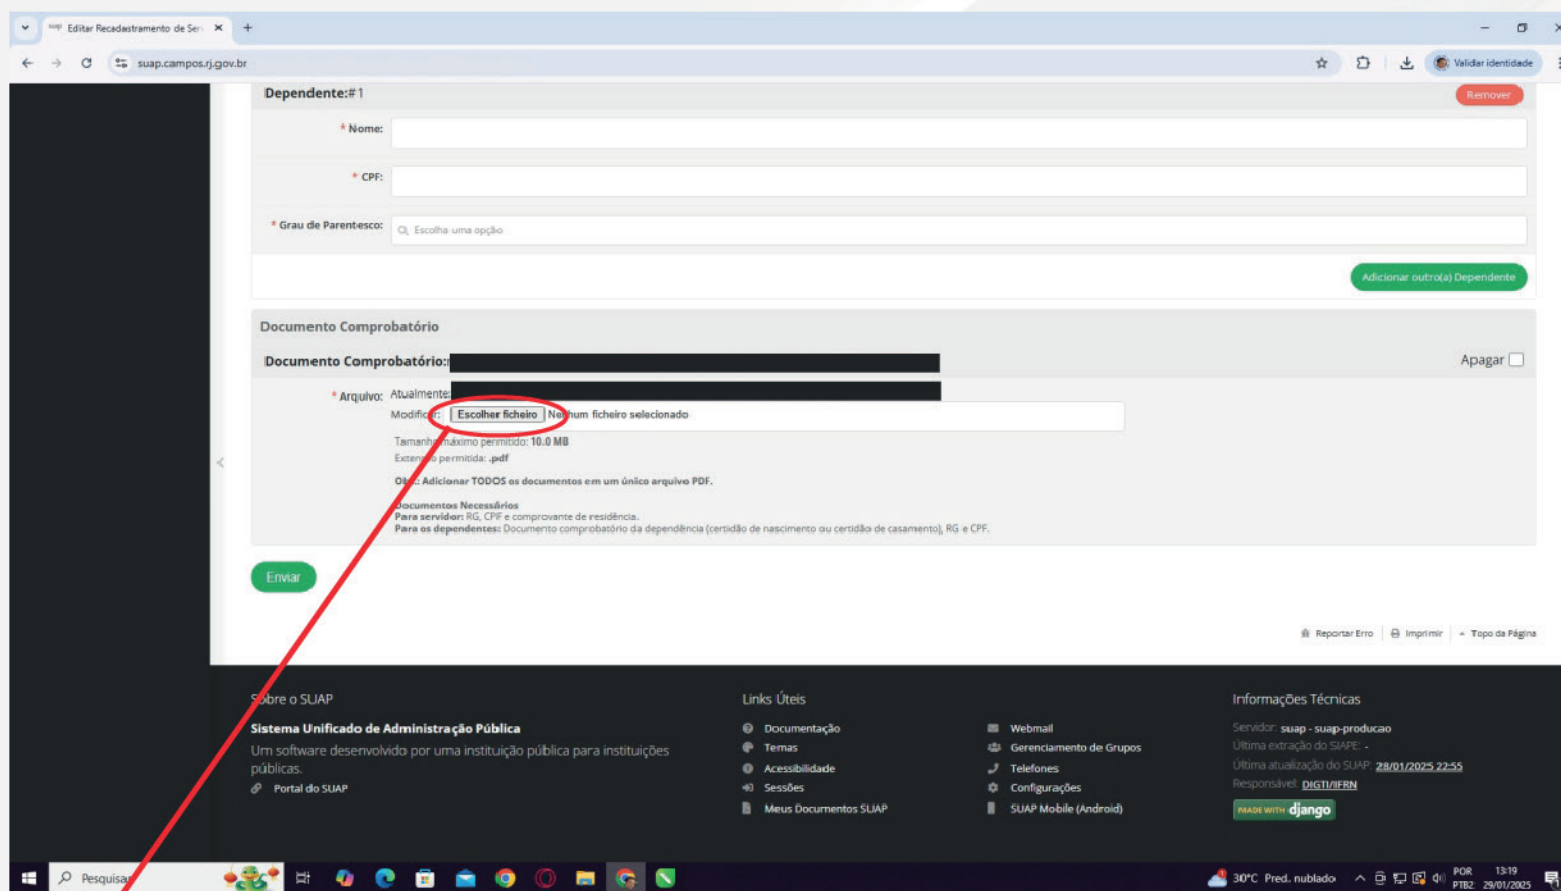 suap Editar Recadastramento de Ser
suap.campos.rj.gov.br
Validar identidade
Dependente:#1
Remover
* Nome:
* CPF:
* Grau de Parentesco:
Escolha uma opção
Adicionar outro(a) Dependente
Documento Comprobatório
Documento Comprobatório:
Apagar
* Arquivo: Atualmente:
Modificar: Escolher ficheiro Nenhum ficheiro selecionado
Tamanho máximo permitido: 10.0 MB
Extensão permitida: .pdf
Obs.: Adicionar TODOS os documentos em um único arquivo PDF.
Documentos Necessários
Para servidor: RG, CPF e comprovante de residência.
Para os dependentes: Documento comprobatório da dependência (certidão de nascimento ou certidão de casamento), RG e CPF.
Enviar
Reportar Erro Imprimir Topo da Página
Sobre o SUAP
Sistema Unificado de Administração Pública
Um software desenvolvido por uma instituição pública para instituições
públicas.
Portal do SUAP
Links Úteis
Documentação
Temas
Acessibilidade
Sessões
Meus Documentos SUAP
Webmail
Gerenciamento de Grupos
Telefones
Configurações
SUAP Mobile (Android)
Informações Técnicas
Servidor: suap - suap-producao
Última extração do SIAPE: -
Última atualização do SUAP: 28/01/2025 22:55
Responsável: DIGTI/IFRN
MADE WITH django
Pesquisar
30°C Pred. nublado
POR 13:19
PTB2 29/01/2025